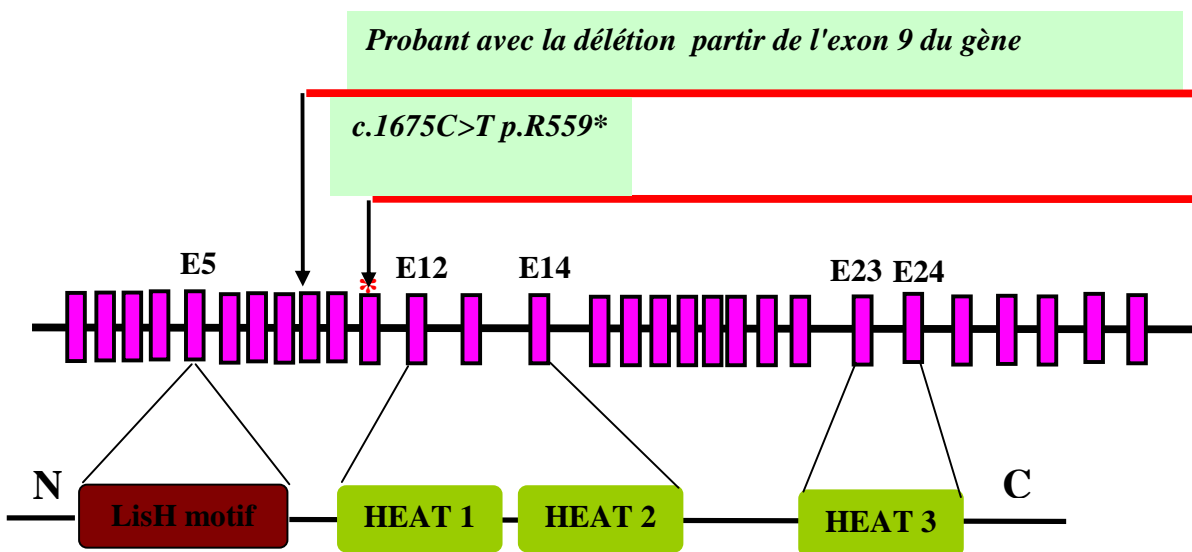 Probant avec la délétion partir de l'exon 9 du gène
c.1675C>T p.R559*
*
E5 E12 E14 E23 E24
N C
LisH motif HEAT 1 HEAT 2 HEAT 3